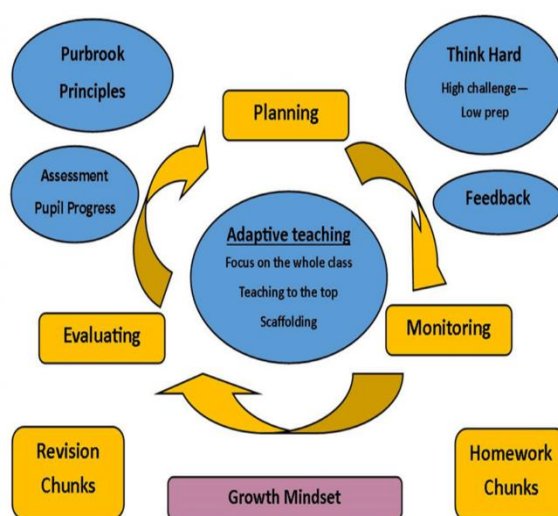 Purbrook
Principles
Think Hard
High challenge—
Low prep
Planning
Assessment
Pupil Progress
Feedback
Adaptive teaching
Focus on the whole class
Teaching to the top
Scaffolding
Evaluating
Monitoring
Revision
Chunks
Homework
Chunks
Growth Mindset